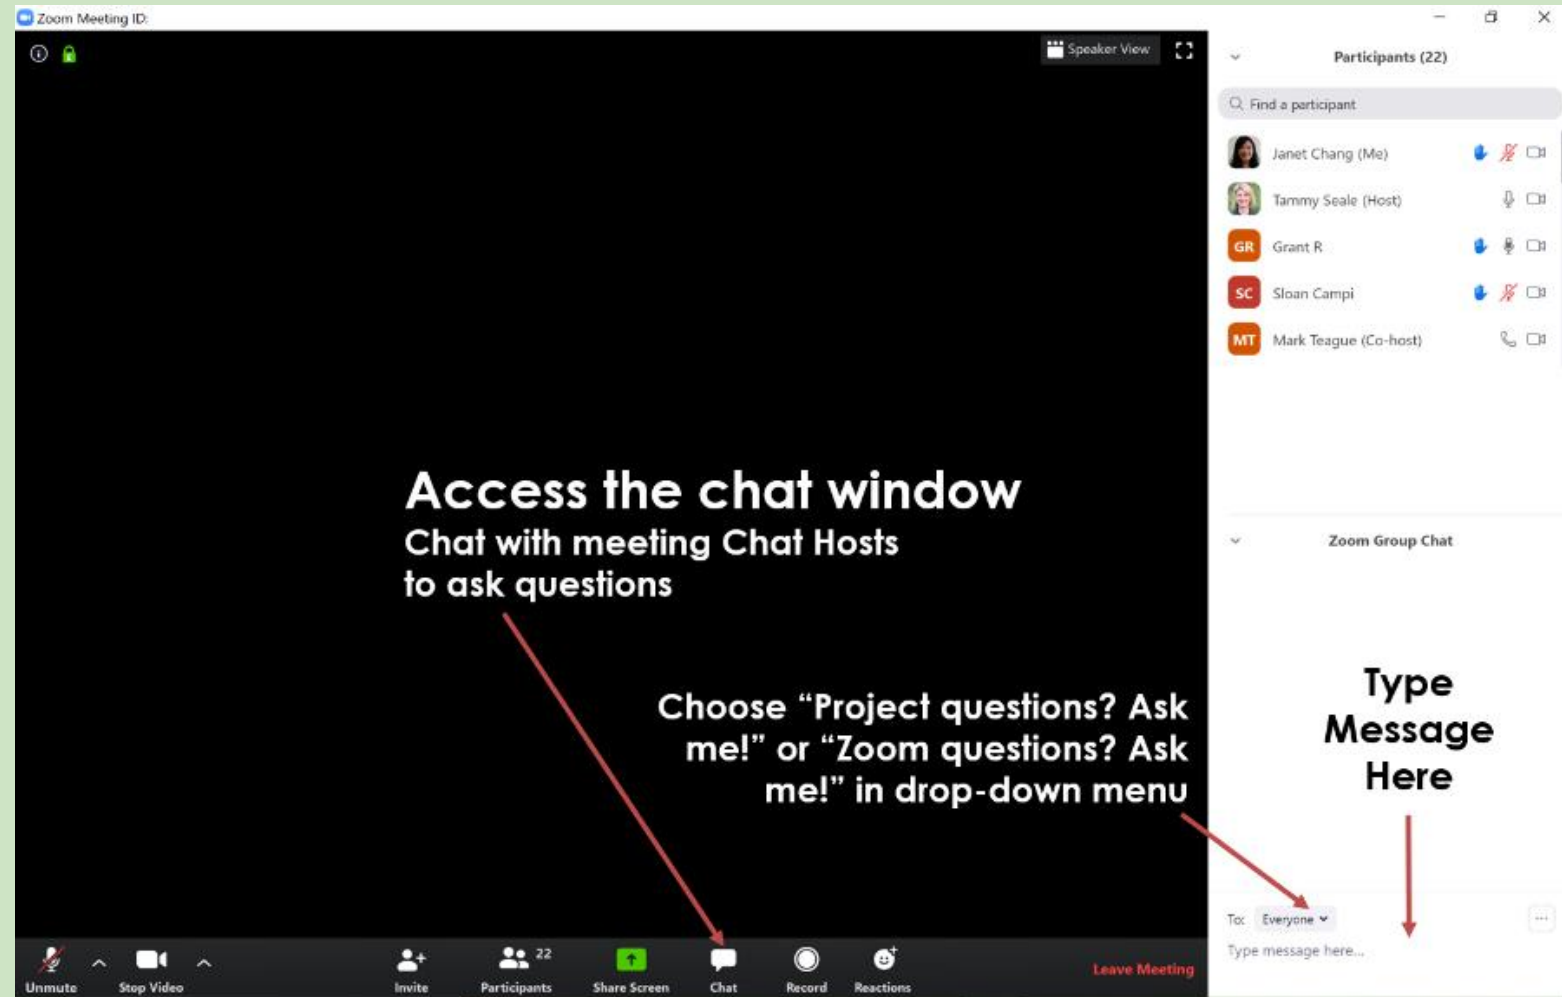 Zoom Meeting ID:
Speaker View
Participants (22)
Find a participant
Janet Chang (Me)
Tammy Seale (Host)
GR Grant R
SC Sloan Campi
MT Mark Teague (Co-host)
Access the chat window
Chat with meeting Chat Hosts
to ask questions
Zoom Group Chat
Choose “Project questions? Ask
me!” or “Zoom questions? Ask
me!” in drop-down menu
Type
Message
Here
To: Everyone
Type message here...
22
Unmute Stop Video Invite Participants Share Screen Chat Record Reactions Leave Meeting